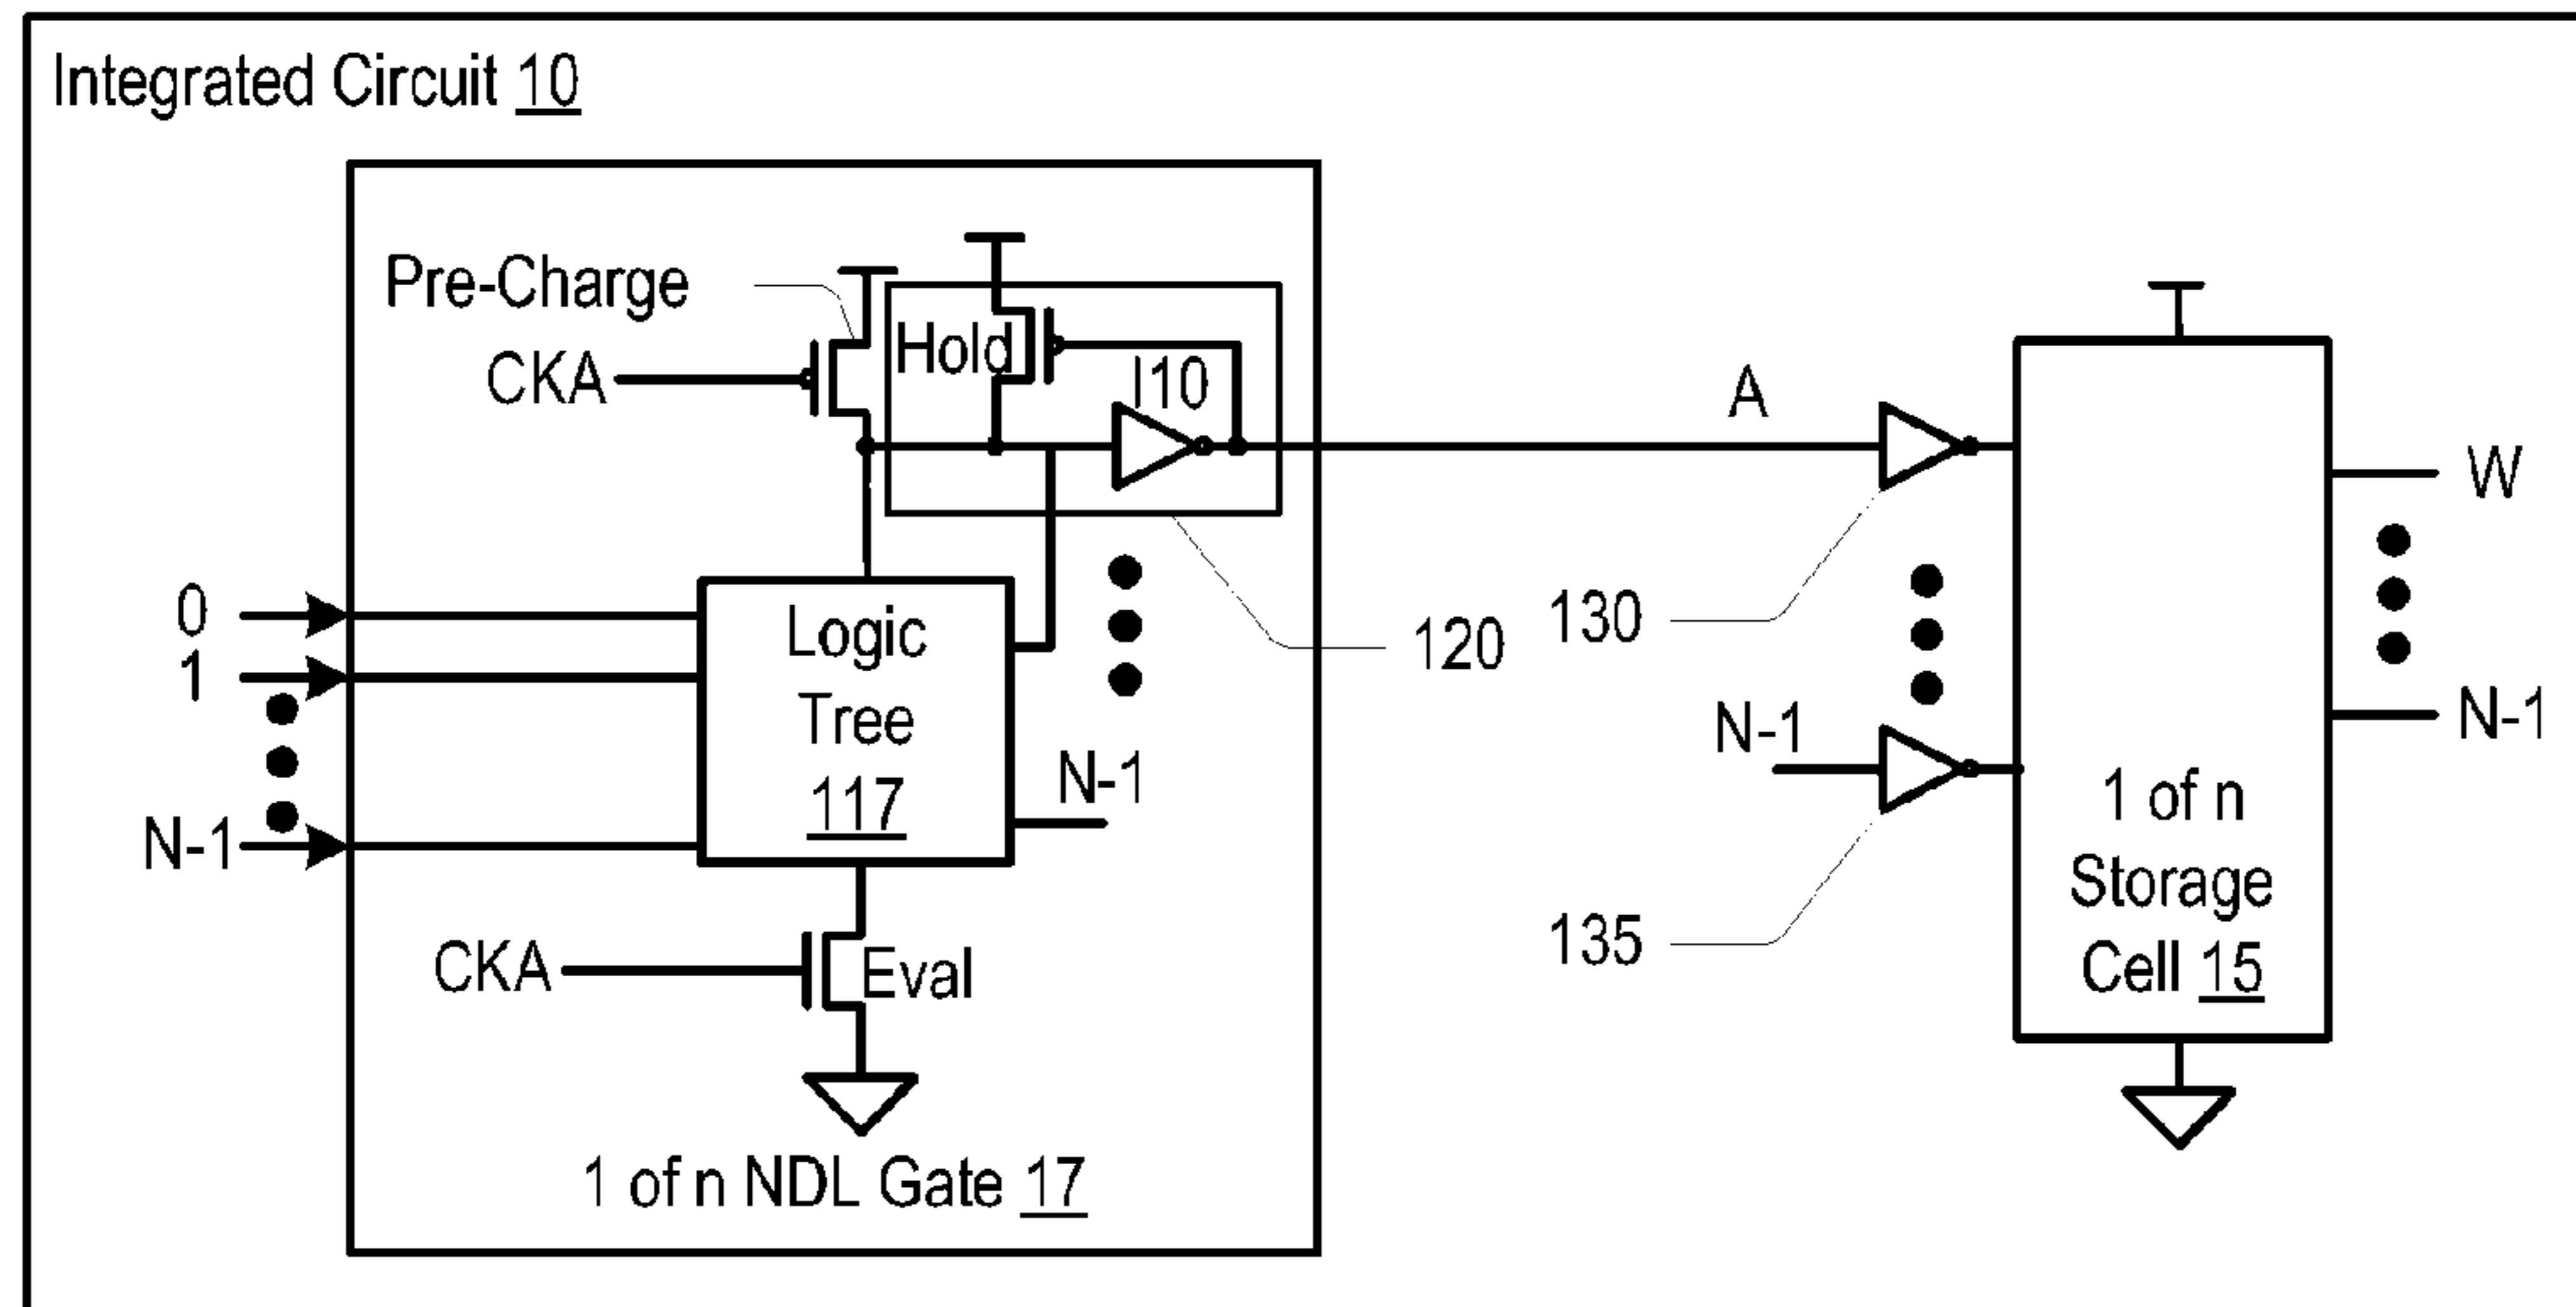 Integrated Circuit 10
Pre-Charge
CKA
Hold
I10
A
W
0
1
N-1
Logic
Tree
117
N-1
120
130
N-1
N-1
135
1 of n
Storage
Cell 15
CKA
Eval
1 of n NDL Gate 17